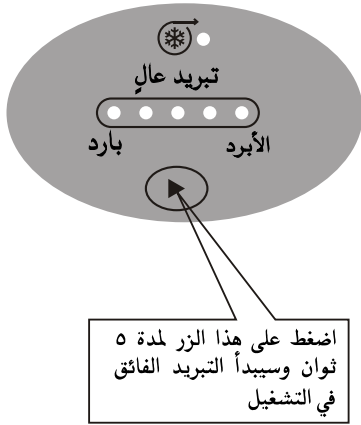 تبريد عالٍ
بارد الأبرد
اضغط على هذا الزر لمدة ٥
ثوان وسيبدأ التبريد الفائق
في التشغيل